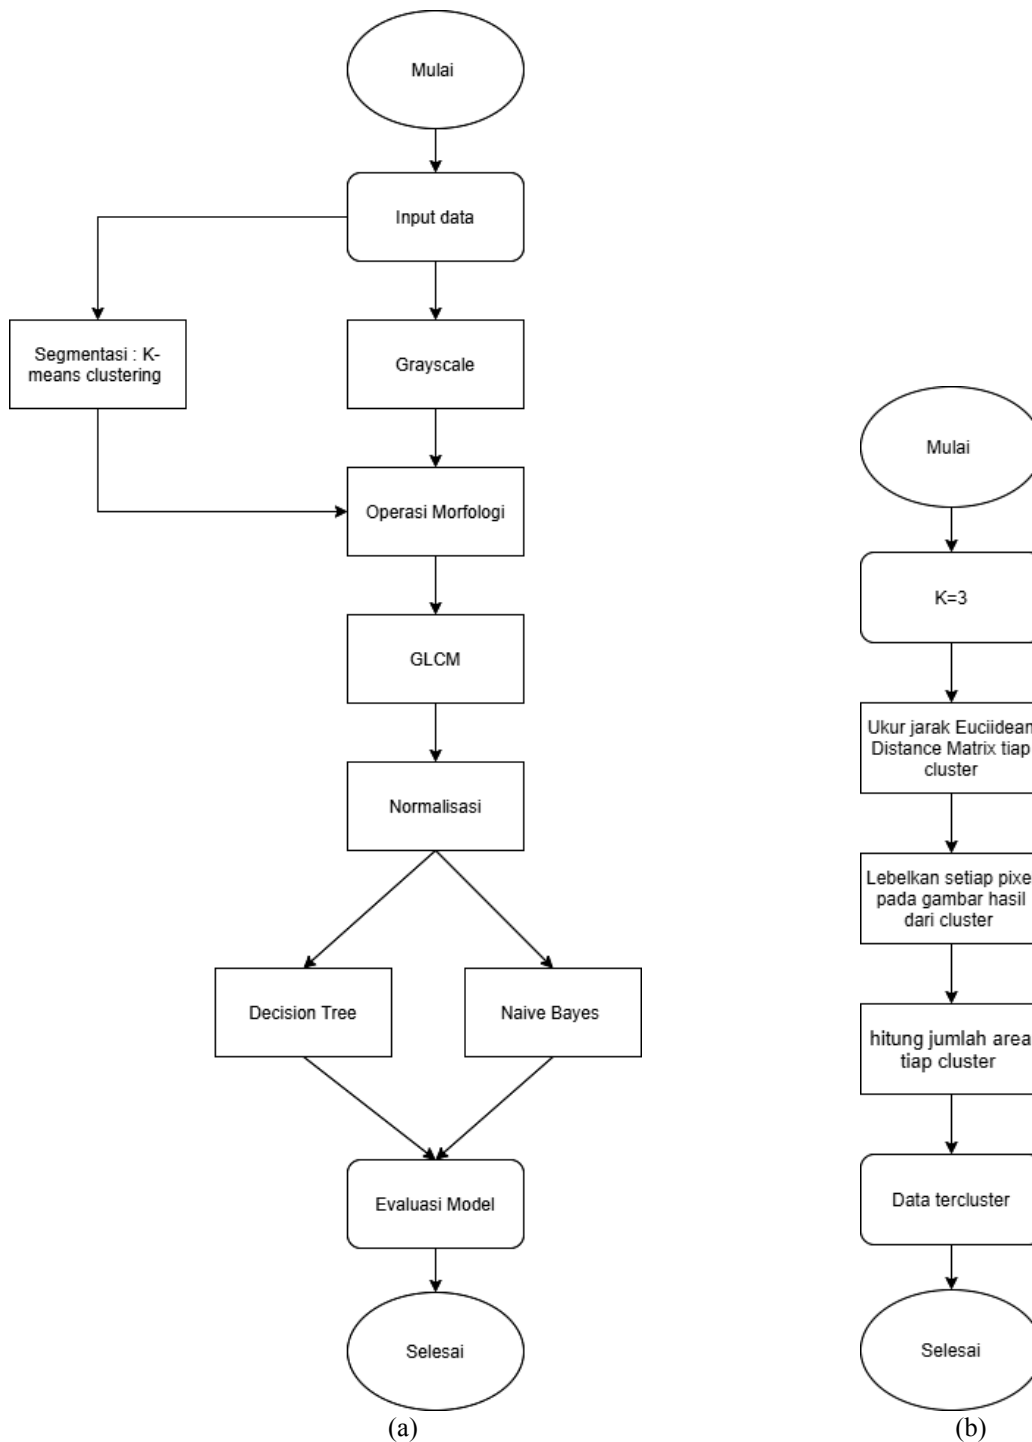 Mulai
Input data
Segmentasi : K-
means clustering
Grayscale
Operasi Morfologi
GLCM
Normalisasi
Decision Tree
Naive Bayes
Evaluasi Model
Selesai
(a)
Mulai
K=3
Ukur jarak Euciidean
Distance Matrix tiap
cluster
Lebelkan setiap pixe
pada gambar hasil
dari cluster
hitung jumlah area
tiap cluster
Data tercluster
Selesai
(b)